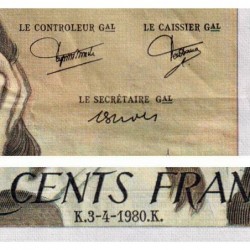 LE CONTROLEUR GAL LE CAISSIER GAL
LE SECRÉTAIRE GAL
CENTS FRAN
K.3-4-1980.K.